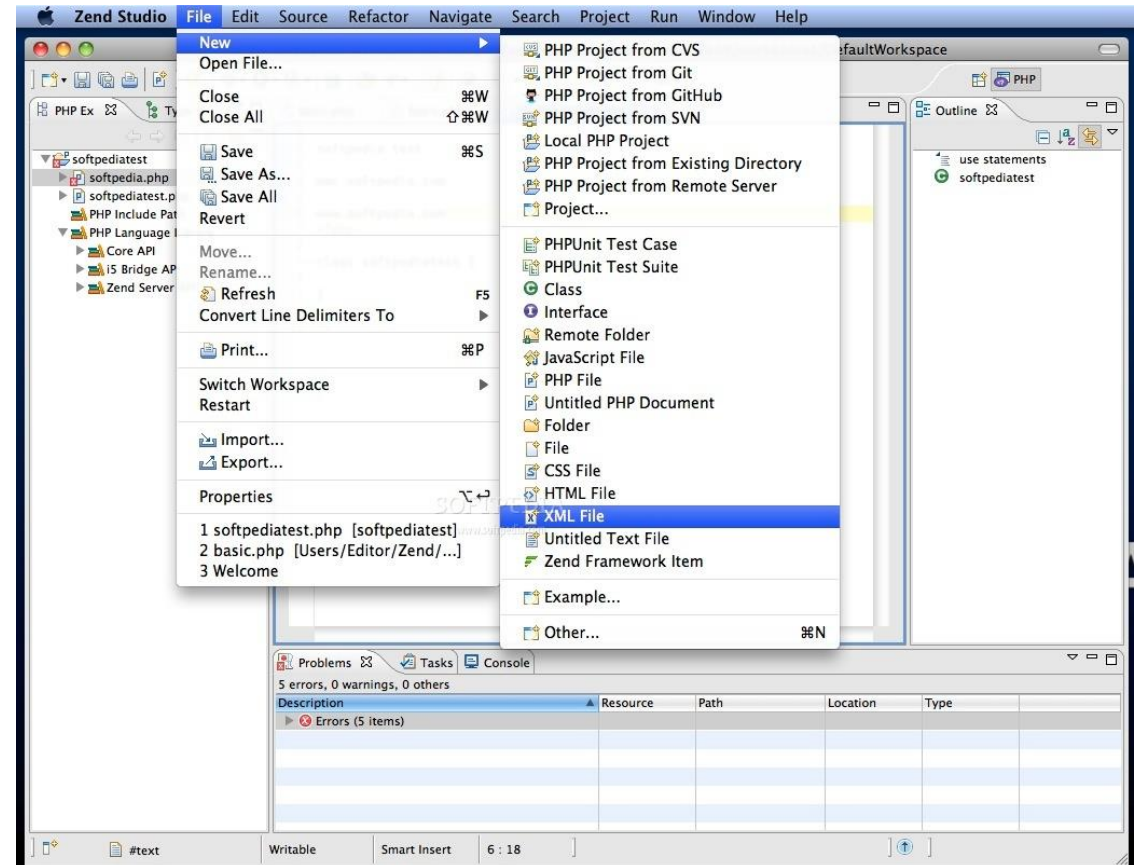 Zend Studio File Edit Source Refactor Navigate Search Project Run Window Help
efaultWorkspace
PHP
PHP Ex
Ty
softpediatest
softpedia.php
softpediatest.p
PHP Include Pat
PHP Language
Core API
i5 Bridge AP
Zend Server
New
Open File...
Close ⌘W
Close All ⇧⌘W
Save ⌘S
Save As...
Save All
Revert
Move...
Rename...
Refresh F5
Convert Line Delimiters To
Print... ⌘P
Switch Workspace
Restart
Import...
Export...
Properties ⌥↩
1 softpediatest.php [softpediatest]
2 basic.php [Users/Editor/Zend/...]
3 Welcome
PHP Project from CVS
PHP Project from Git
PHP Project from GitHub
PHP Project from SVN
Local PHP Project
PHP Project from Existing Directory
PHP Project from Remote Server
Project...
PHPUnit Test Case
PHPUnit Test Suite
Class
Interface
Remote Folder
JavaScript File
PHP File
Untitled PHP Document
Folder
File
CSS File
HTML File
XML File
Untitled Text File
Zend Framework Item
Example...
Other... ⌘N
SOFTPEDIA
Outline
use statements
softpediatest
Problems Tasks Console
5 errors, 0 warnings, 0 others
Description Resource Path Location Type
Errors (5 items)
#text Writable Smart Insert 6 : 18